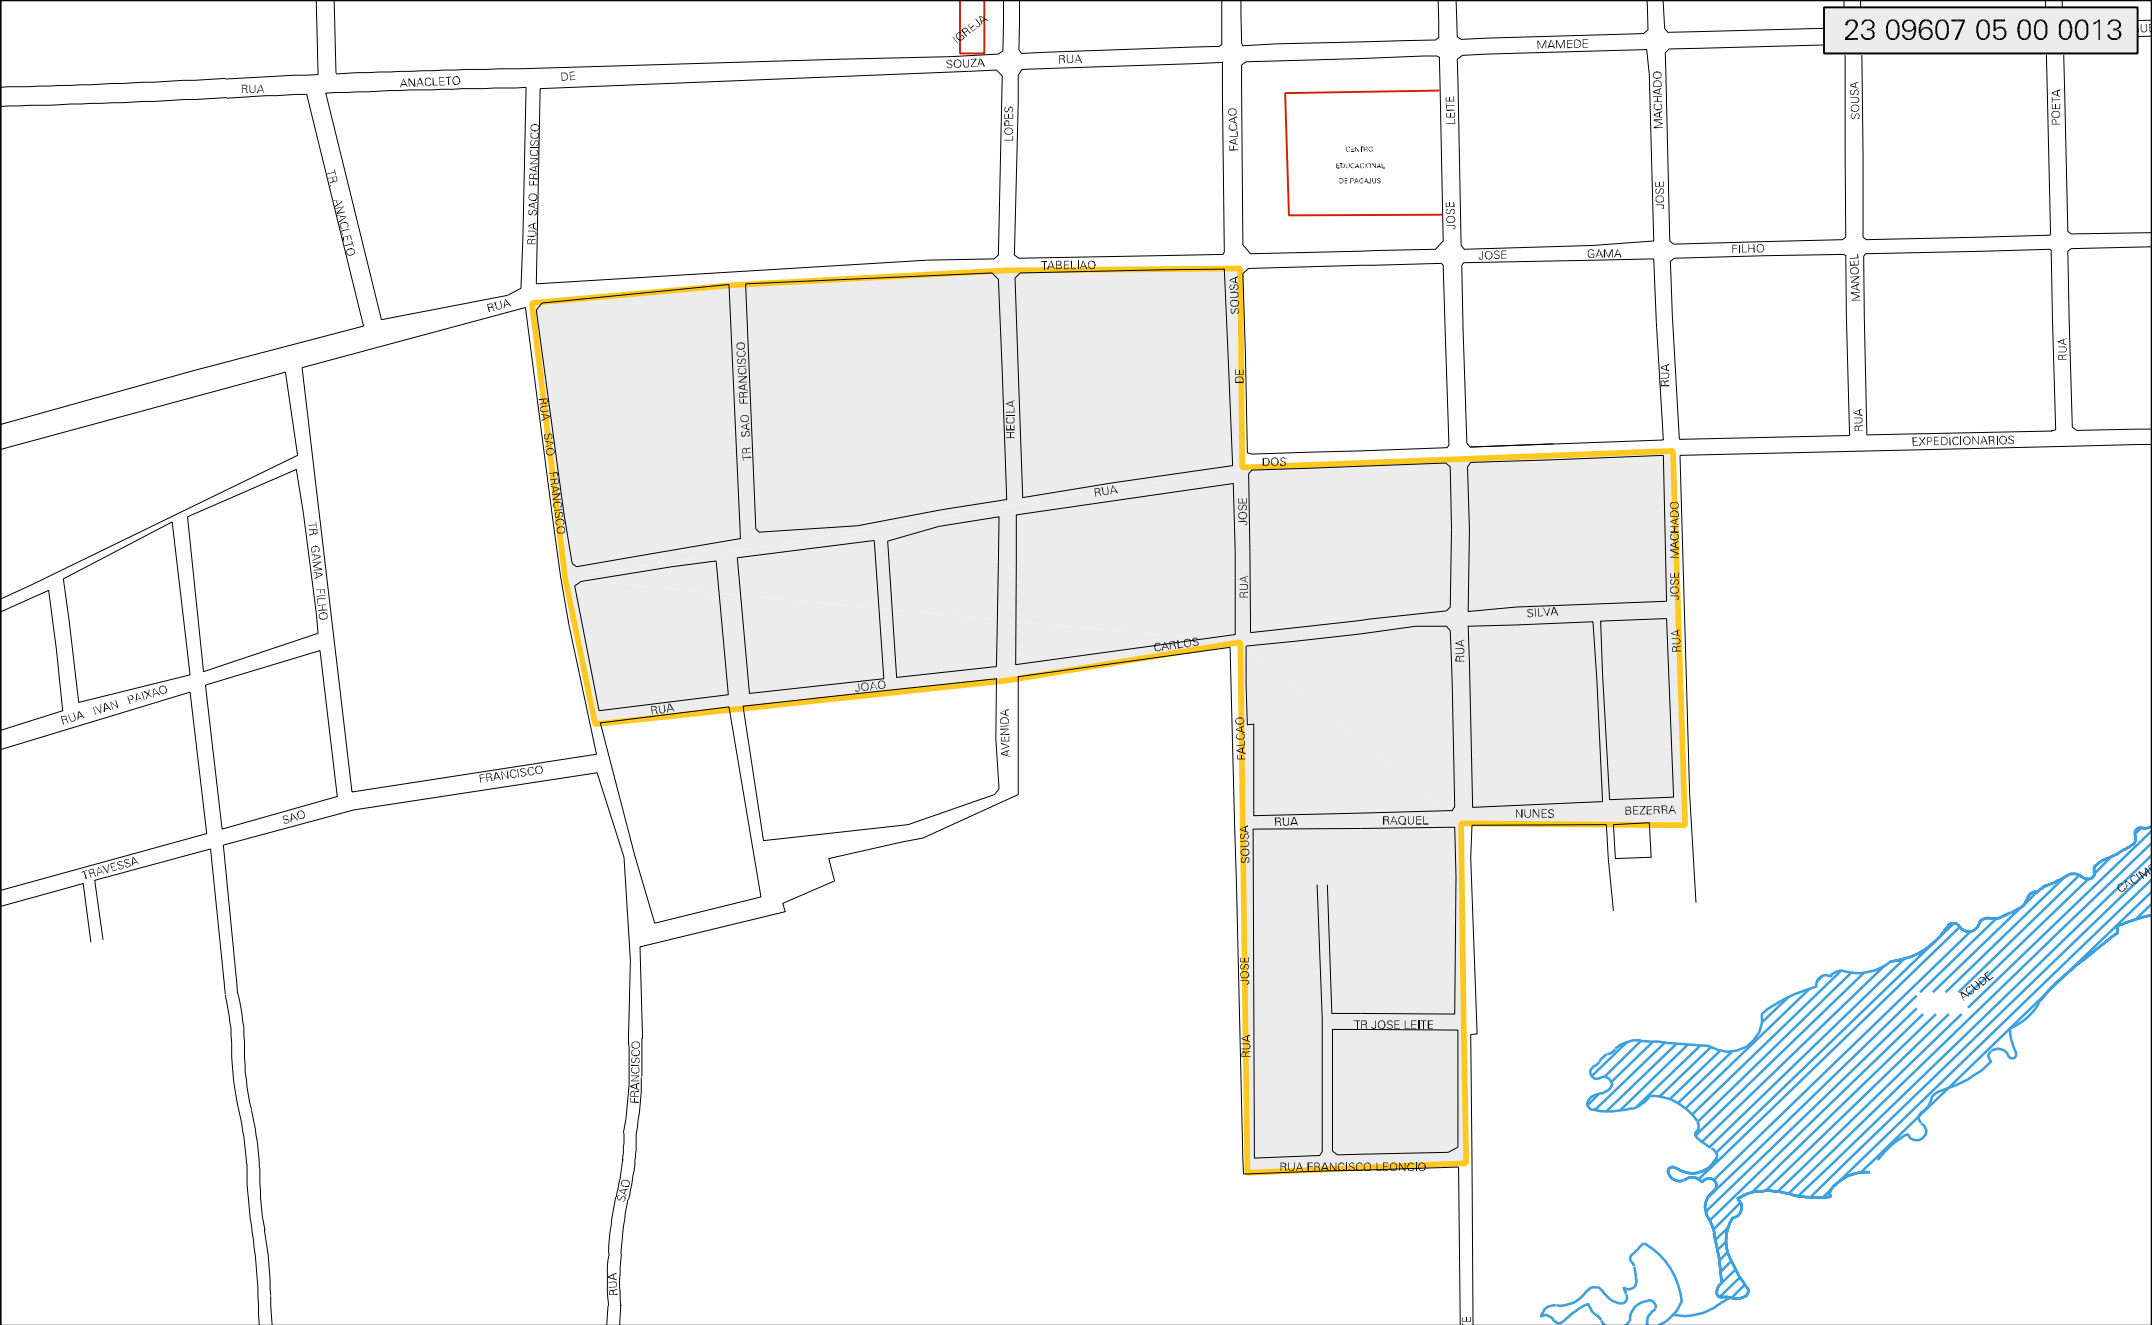 23 09607 05 00 0013
IGREJA
MAMEDE
SOUZA
RUA
RUA
ANACLETO
DE
TR. ANACLETO
RUA SAO FRANCISCO
LOPES
FALCAO
LEITE
MACHADO
SOUSA
POETA
CENTRO
EDUCACIONAL
DE PACAJUS
JOSE
JOSE
JOSE
GAMA
FILHO
TABELIAO
RUA
SOUSA
MANOEL
TR SAO FRANCISCO
DE
RUA
RUA
HECILA
RUA
EXPEDICIONARIOS
DOS
RUA SAO FRANCISCO
RUA
JOSE
JOSE MACHADO
TR GAMA FILHO
RUA
SILVA
RUA
RUA
CARLOS
JOAO
RUA
RUA IVAN PAIXAO
AVENIDA
FALCAO
FRANCISCO
SAO
TRAVESSA
RUA
RAQUEL
NUNES
BEZERRA
SOUSA
JOSE
RUA
TR JOSE LEITE
RUA FRANCISCO LEONCIO
FRANCISCO
SAO
RUA
ACUDE
CACIM
E